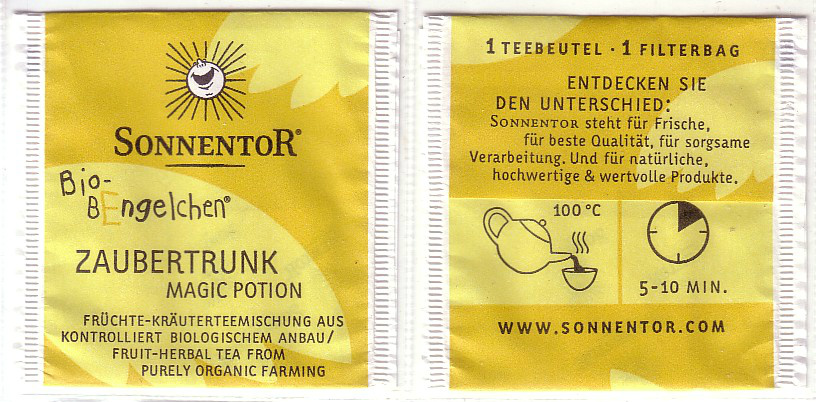 SONNENTOR®
Bio-
BEngelchen®
ZAUBERTRUNK
MAGIC POTION
FRÜCHTE-KRÄUTERTEEMISCHUNG AUS
KONTROLLIERT BIOLOGISCHEM ANBAU/
FRUIT-HERBAL TEA FROM
PURELY ORGANIC FARMING
1 TEEBEUTEL · 1 FILTERBAG
ENTDECKEN SIE
DEN UNTERSCHIED:
SONNENTOR steht für Frische,
für beste Qualität, für sorgsame
Verarbeitung. Und für natürliche,
hochwertige & wertvolle Produkte.
100 °C
5-10 MIN.
WWW.SONNENTOR.COM